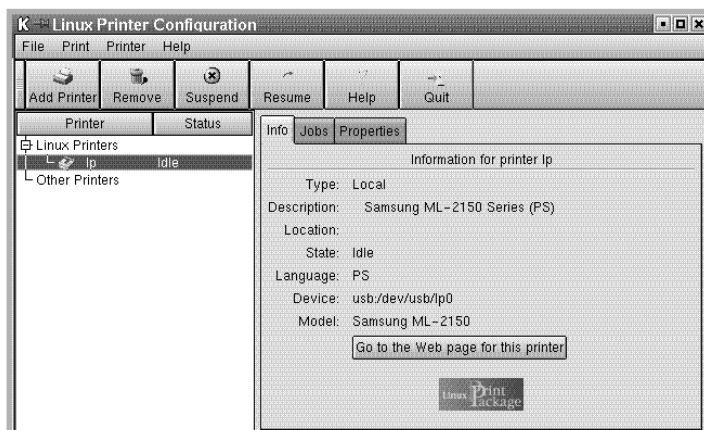 Linux Printer Configuration
File Print Printer Help
Add Printer Remove Suspend Resume Help Quit
Printer Status
Linux Printers
lp Idle
Other Printers
Info Jobs Properties
Information for printer lp
Type: Local
Description: Samsung ML-2150 Series (PS)
Location:
State: Idle
Language: PS
Device: usb:/dev/usb/lp0
Model: Samsung ML-2150
Go to the Web page for this printer
Linux Print
Package